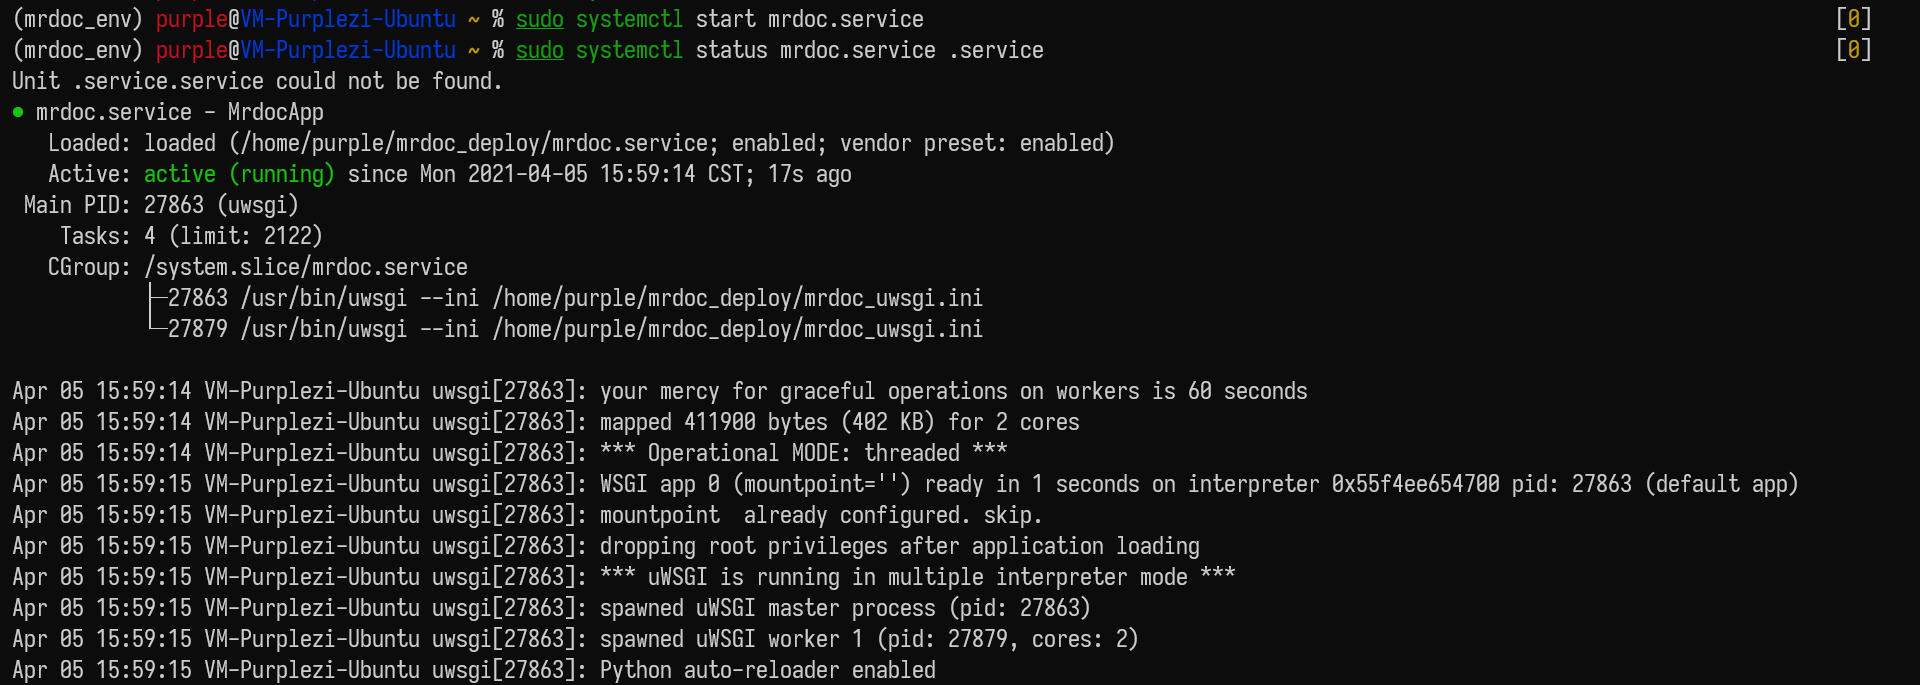 (mrdoc_env) purple@VM-Purplezi-Ubuntu ~ % sudo systemctl start mrdoc.service [0]
(mrdoc_env) purple@VM-Purplezi-Ubuntu ~ % sudo systemctl status mrdoc.service .service [0]
Unit .service.service could not be found.
● mrdoc.service - MrdocApp
   Loaded: loaded (/home/purple/mrdoc_deploy/mrdoc.service; enabled; vendor preset: enabled)
   Active: active (running) since Mon 2021-04-05 15:59:14 CST; 17s ago
 Main PID: 27863 (uwsgi)
    Tasks: 4 (limit: 2122)
   CGroup: /system.slice/mrdoc.service
           ├─27863 /usr/bin/uwsgi --ini /home/purple/mrdoc_deploy/mrdoc_uwsgi.ini
           └─27879 /usr/bin/uwsgi --ini /home/purple/mrdoc_deploy/mrdoc_uwsgi.ini

Apr 05 15:59:14 VM-Purplezi-Ubuntu uwsgi[27863]: your mercy for graceful operations on workers is 60 seconds
Apr 05 15:59:14 VM-Purplezi-Ubuntu uwsgi[27863]: mapped 411900 bytes (402 KB) for 2 cores
Apr 05 15:59:14 VM-Purplezi-Ubuntu uwsgi[27863]: *** Operational MODE: threaded ***
Apr 05 15:59:15 VM-Purplezi-Ubuntu uwsgi[27863]: WSGI app 0 (mountpoint='') ready in 1 seconds on interpreter 0x55f4ee654700 pid: 27863 (default app)
Apr 05 15:59:15 VM-Purplezi-Ubuntu uwsgi[27863]: mountpoint  already configured. skip.
Apr 05 15:59:15 VM-Purplezi-Ubuntu uwsgi[27863]: dropping root privileges after application loading
Apr 05 15:59:15 VM-Purplezi-Ubuntu uwsgi[27863]: *** uWSGI is running in multiple interpreter mode ***
Apr 05 15:59:15 VM-Purplezi-Ubuntu uwsgi[27863]: spawned uWSGI master process (pid: 27863)
Apr 05 15:59:15 VM-Purplezi-Ubuntu uwsgi[27863]: spawned uWSGI worker 1 (pid: 27879, cores: 2)
Apr 05 15:59:15 VM-Purplezi-Ubuntu uwsgi[27863]: Python auto-reloader enabled